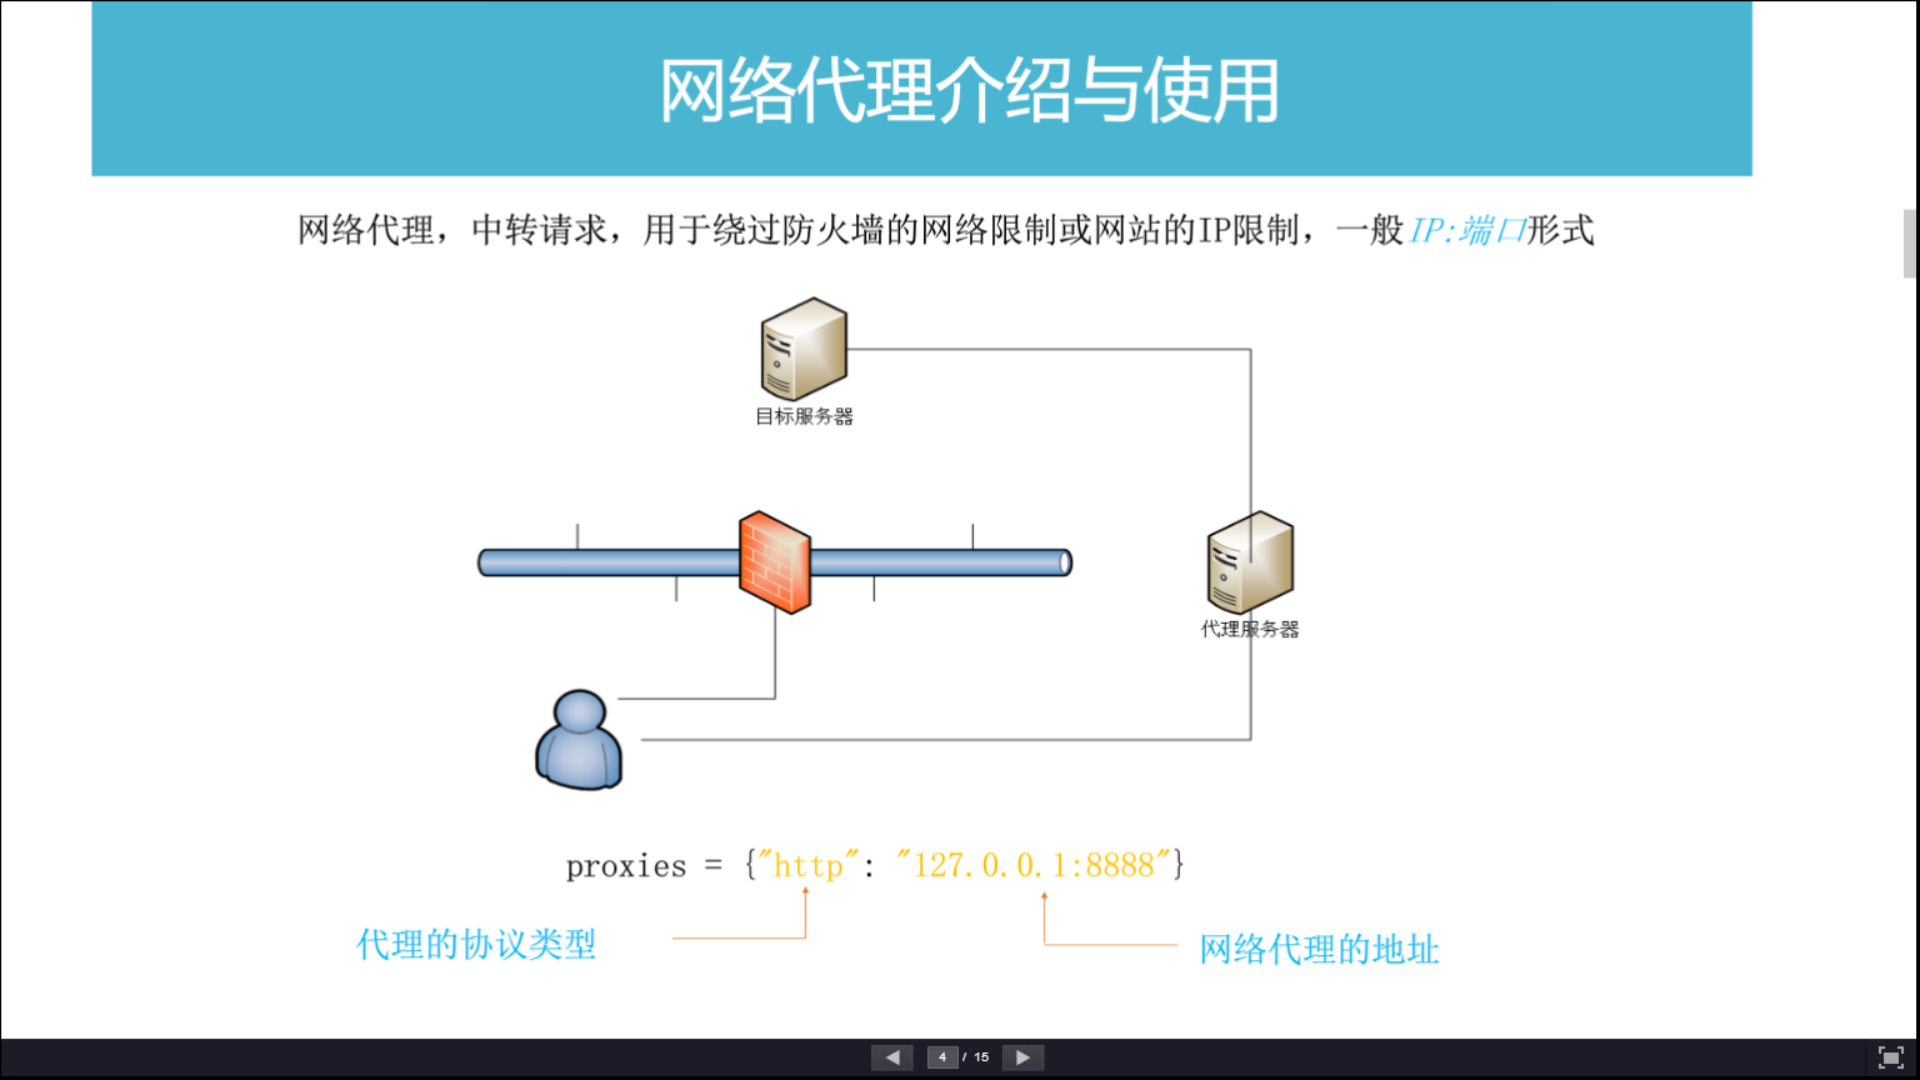 网络代理介绍与使用
网络代理，中转请求，用于绕过防火墙的网络限制或网站的IP限制，一般IP:端口形式
目标服务器
代理服务器
proxies = {"http": "127.0.0.1:8888"}
代理的协议类型
网络代理的地址
4 / 15